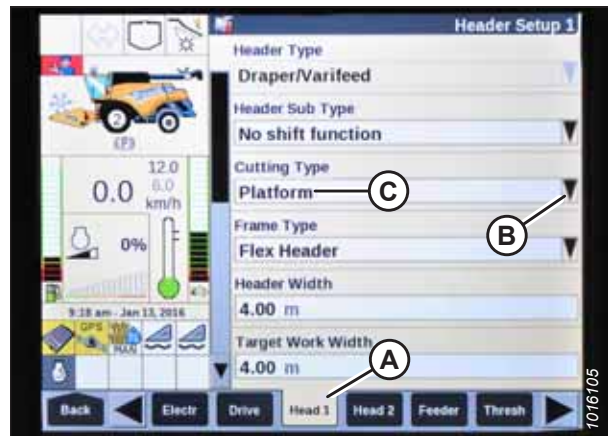 Header Setup 1
Header Type
Draper/Varifeed
Header Sub Type
No shift function
Cutting Type
Platform
C
B
Frame Type
Flex Header
Header Width
4.00 m
Target Work Width
4.00 m
A
2
(P)
12.0
6.0
0.0 km/h
0%
9:18 am - Jan 13, 2016
GPS
MAN
Back
Electr
Drive
Head 1
Head 2
Feeder
Thresh
1016105